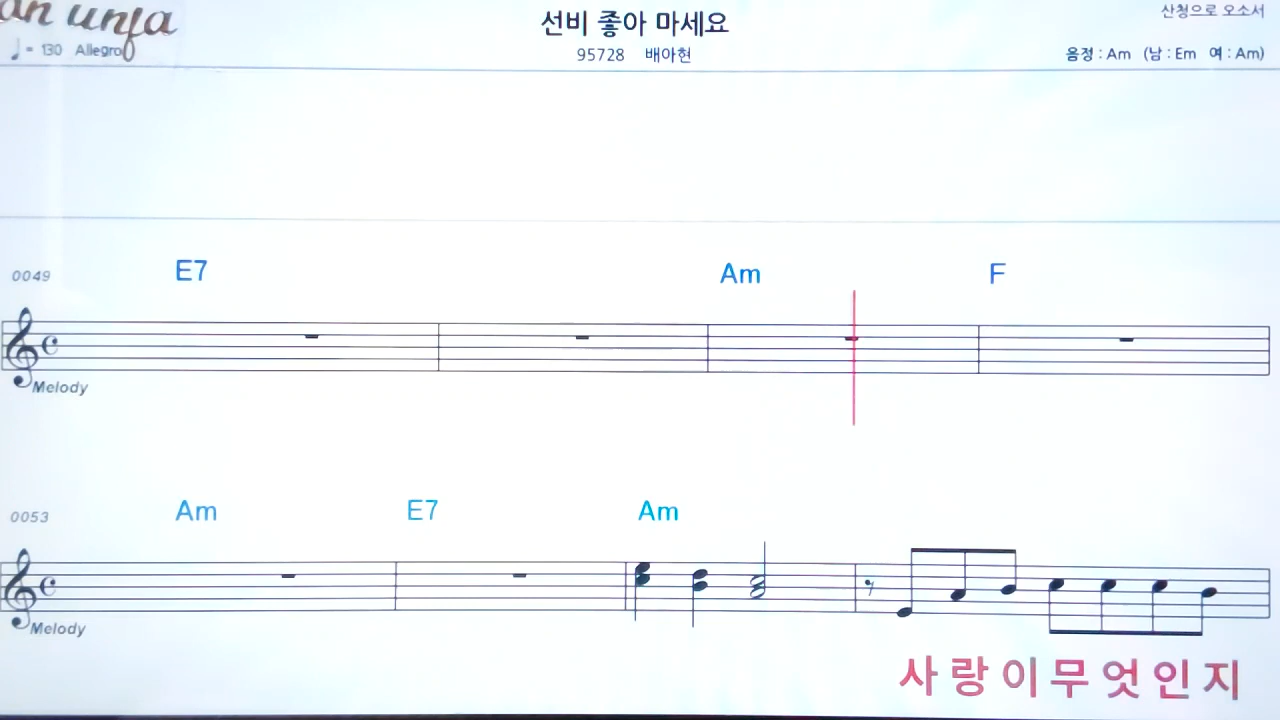 선비 좋아 마세요
산청으로 오소서
an unfa
♩= 130 Allegro
95728 배아현
음정 : Am (남 : Em 여 : Am)
E7 Am F
0049
Melody
Am E7 Am
0053
Melody
사랑이무엇인지